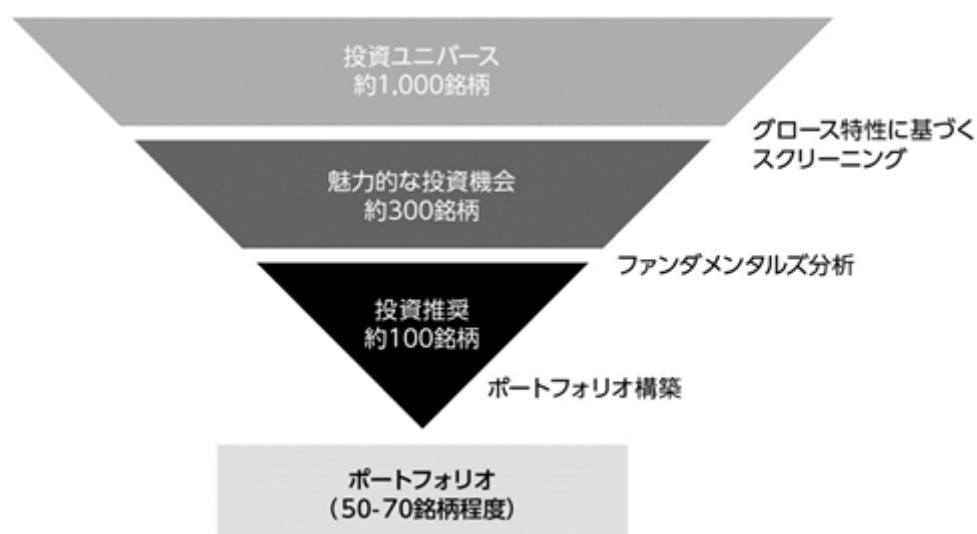 投資ユニバース
約1,000銘柄
グロース特性に基づく
スクリーニング
魅力的な投資機会
約300銘柄
ファンダメンタルズ分析
投資推奨
約100銘柄
ポートフォリオ構築
ポートフォリオ
（50-70銘柄程度）